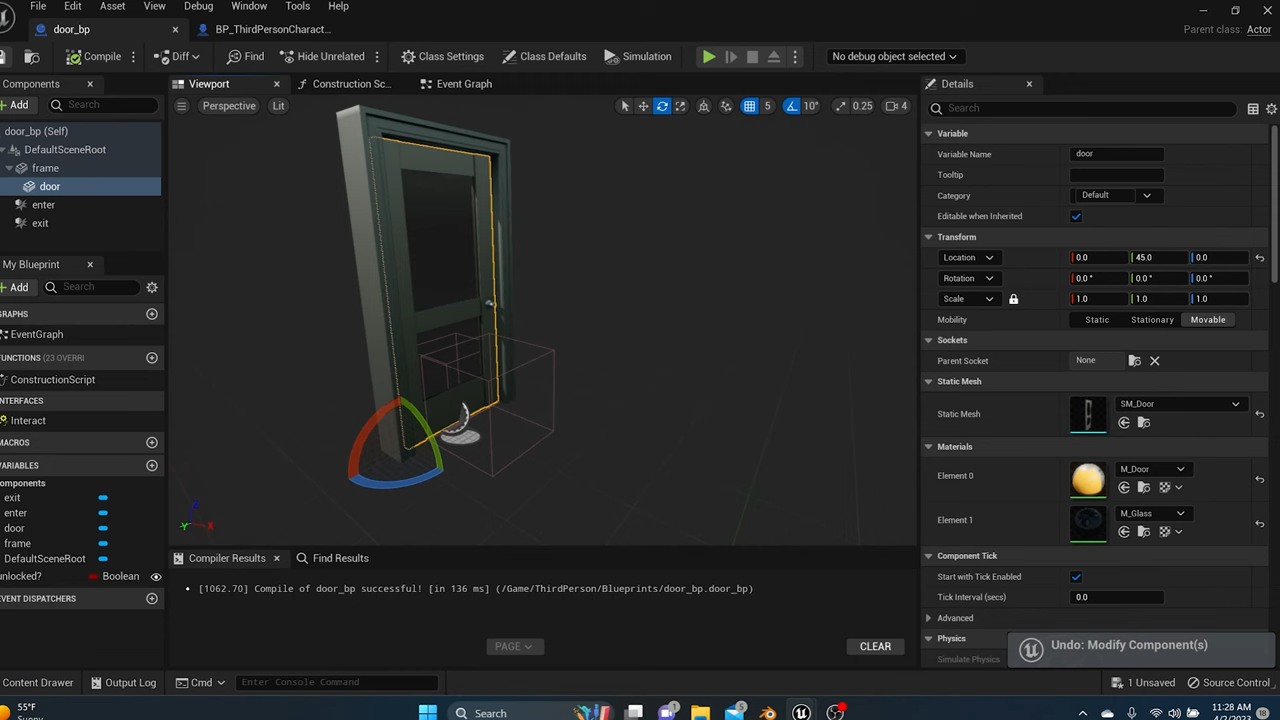 File Edit Asset View Debug Window Tools Help
door_bp BP_ThirdPersonCharact... Parent class: Actor
Compile Diff Find Hide Unrelated Class Settings Class Defaults Simulation No debug object selected
Components Viewport Construction Sc... Event Graph Details
Add Search Perspective Lit 5 10° 0.25 4 Search
door_bp (Self)
DefaultSceneRoot
frame
door
enter
exit
My Blueprint
Add Search
GRAPHS
EventGraph
FUNCTIONS (23 OVERRI
ConstructionScript
INTERFACES
Interact
MACROS
VARIABLES
omponents
exit
enter
door
frame
DefaultSceneRoot
unlocked? Boolean
EVENT DISPATCHERS
Variable
Variable Name door
Tooltip
Category Default
Editable when Inherited
Transform
Location 0.0 45.0 0.0
Rotation 0.0° 0.0° 0.0°
Scale 1.0 1.0 1.0
Mobility Static Stationary Movable
Sockets
Parent Socket None
Static Mesh
Static Mesh SM_Door
Materials
Element 0 M_Door
Element 1 M_Glass
Component Tick
Start with Tick Enabled
Tick Interval (secs) 0.0
Advanced
Physics
Simulate Physics
Undo: Modify Component(s)
Compiler Results Find Results
[1062.70] Compile of door_bp successful! [in 136 ms] (/Game/ThirdPerson/Blueprints/door_bp.door_bp)
PAGE CLEAR
Content Drawer Output Log Cmd Enter Console Command 1 Unsaved Source Control
55°F
Sunny
Search
1
6
11:28 AM
4/2/2023